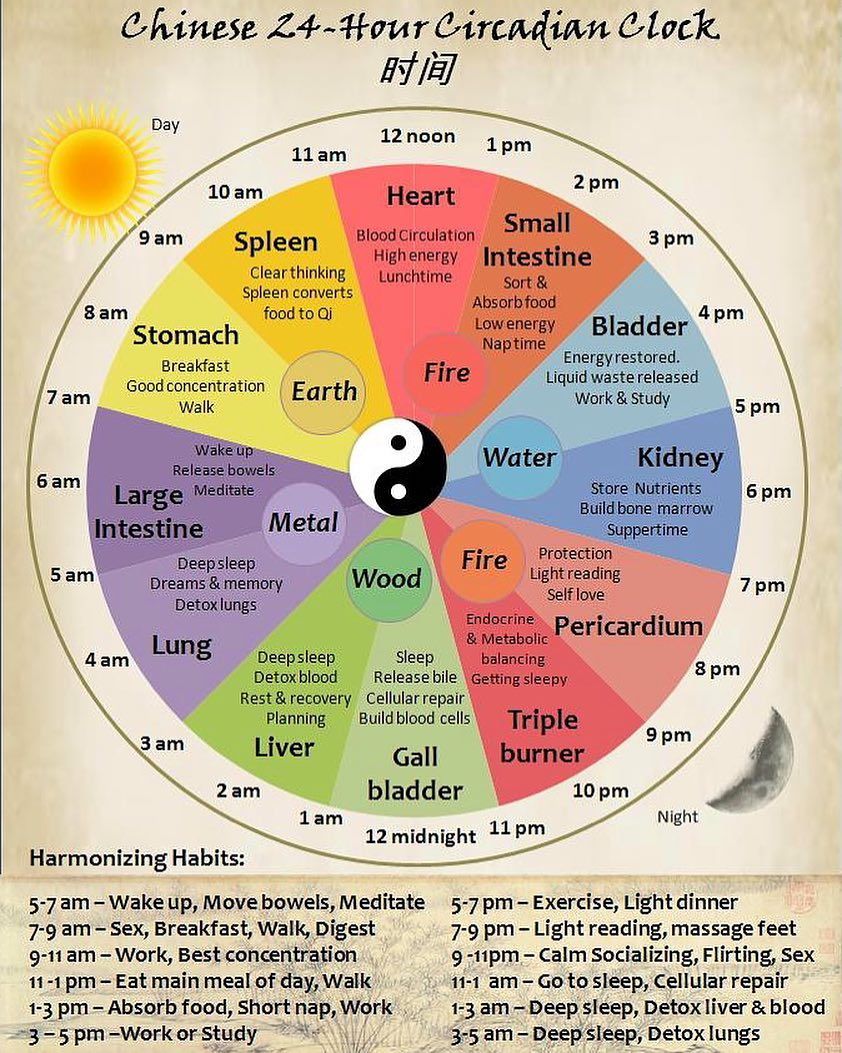 Chinese 24-Hour Circadian Clock
时间
Day
12 noon
1 pm
2 pm
3 pm
4 pm
5 pm
6 pm
7 pm
8 pm
9 pm
10 pm
11 pm
12 midnight
1 am
2 am
3 am
4 am
5 am
6 am
7 am
8 am
9 am
10 am
11 am
Heart
Blood Circulation
High energy
Lunchtime
Small
Intestine
Sort &
Absorb food
Low energy
Nap time
Fire
Bladder
Energy restored.
Liquid waste released
Work & Study
Water
Kidney
Store Nutrients
Build bone marrow
Suppertime
Fire
Protection
Light reading
Self love
Pericardium
Endocrine
& Metabolic
balancing
Getting sleepy
Triple
burner
Sleep
Release bile
Cellular repair
Build blood cells
Gall
bladder
Wood
Deep sleep
Detox blood
Rest & recovery
Planning
Liver
Deep sleep
Dreams & memory
Detox lungs
Lung
Metal
Wake up
Release bowels
Meditate
Large
Intestine
Stomach
Breakfast
Good concentration
Walk
Earth
Spleen
Clear thinking
Spleen converts
food to Qi
Night
Harmonizing Habits:
5-7 am – Wake up, Move bowels, Meditate
7-9 am – Sex, Breakfast, Walk, Digest
9-11 am – Work, Best concentration
11 -1 pm – Eat main meal of day, Walk
1-3 pm – Absorb food, Short nap, Work
3 – 5 pm –Work or Study
5-7 pm – Exercise, Light dinner
7-9 pm – Light reading, massage feet
9 -11pm – Calm Socializing, Flirting, Sex
11-1 am – Go to sleep, Cellular repair
1-3 am – Deep sleep, Detox liver & blood
3-5 am – Deep sleep, Detox lungs